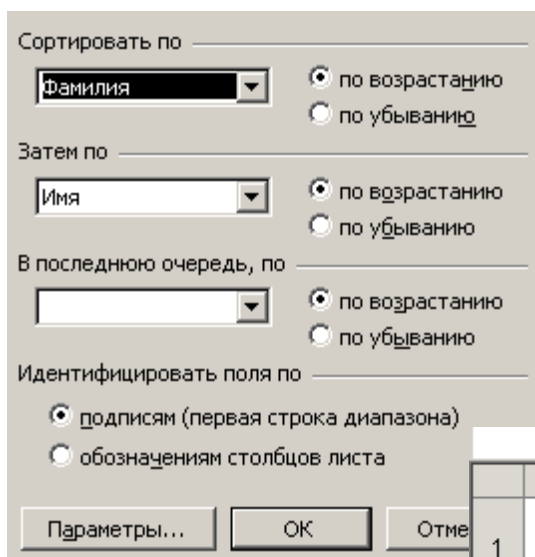 Сортировать по
Фамилия
по возрастанию
по убыванию
Затем по
Имя
по возрастанию
по убыванию
В последнюю очередь, по
по возрастанию
по убыванию
Идентифицировать поля по
подписям (первая строка диапазона)
обозначениям столбцов листа
Параметры... OK Отме
1